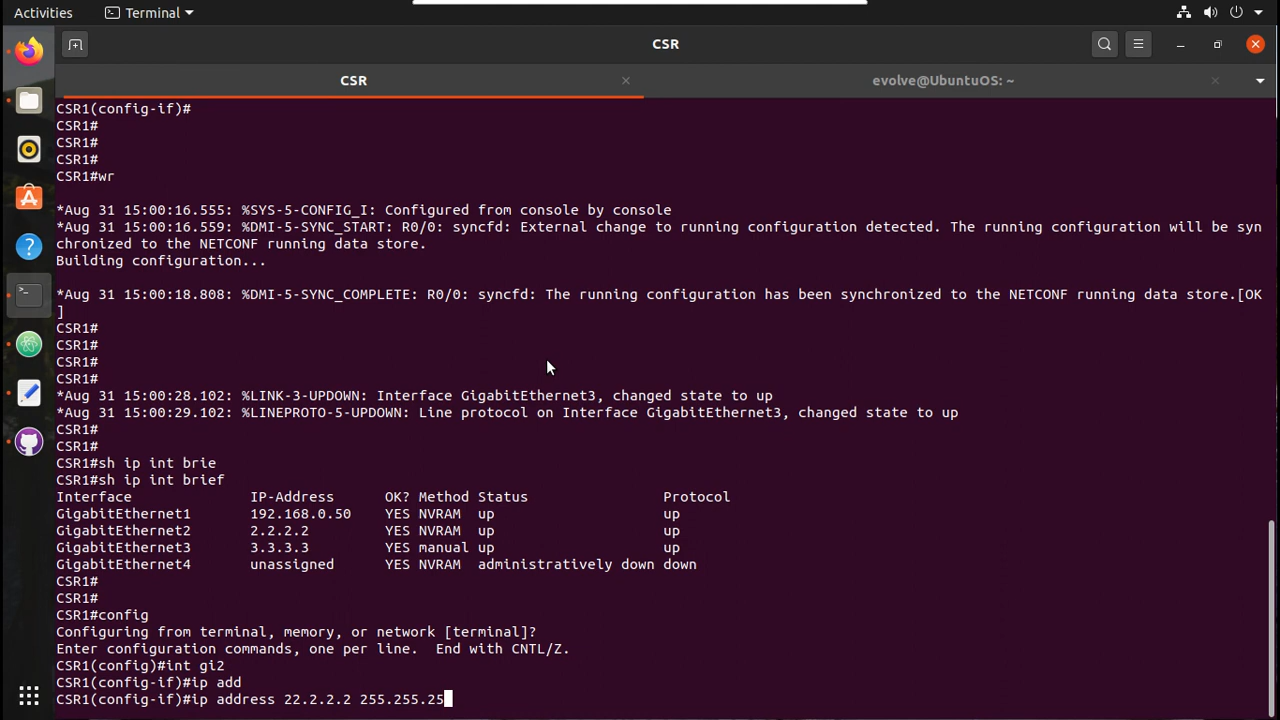 Activities
Terminal
CSR
CSR
evolve@UbuntuOS: ~
CSR1(config-if)#
CSR1#
CSR1#
CSR1#
CSR1#wr
*Aug 31 15:00:16.555: %SYS-5-CONFIG_I: Configured from console by console
*Aug 31 15:00:16.559: %DMI-5-SYNC_START: R0/0: syncfd: External change to running configuration detected. The running configuration will be syn
chronized to the NETCONF running data store.
Building configuration...
*Aug 31 15:00:18.808: %DMI-5-SYNC_COMPLETE: R0/0: syncfd: The running configuration has been synchronized to the NETCONF running data store.[OK
]
CSR1#
CSR1#
CSR1#
CSR1#
*Aug 31 15:00:28.102: %LINK-3-UPDOWN: Interface GigabitEthernet3, changed state to up
*Aug 31 15:00:29.102: %LINEPROTO-5-UPDOWN: Line protocol on Interface GigabitEthernet3, changed state to up
CSR1#
CSR1#
CSR1#sh ip int brie
CSR1#sh ip int brief
Interface IP-Address OK? Method Status Protocol
GigabitEthernet1 192.168.0.50 YES NVRAM up up
GigabitEthernet2 2.2.2.2 YES NVRAM up up
GigabitEthernet3 3.3.3.3 YES manual up up
GigabitEthernet4 unassigned YES NVRAM administratively down down
CSR1#
CSR1#
CSR1#config
Configuring from terminal, memory, or network [terminal]?
Enter configuration commands, one per line. End with CNTL/Z.
CSR1(config)#int gi2
CSR1(config-if)#ip add
CSR1(config-if)#ip address 22.2.2.2 255.255.25